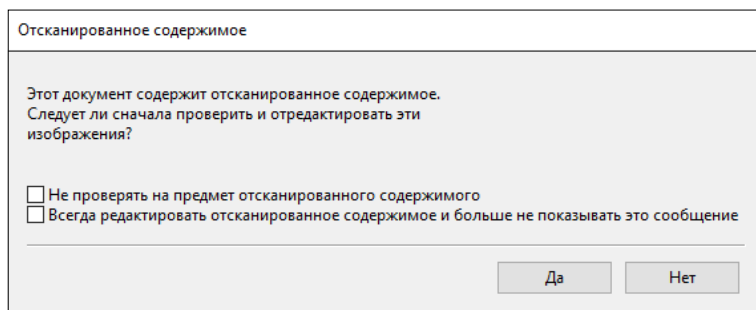 Отсканированное содержимое
Этот документ содержит отсканированное содержимое.
Следует ли сначала проверить и отредактировать эти
изображения?
Не проверять на предмет отсканированного содержимого
Всегда редактировать отсканированное содержимое и больше не показывать это сообщение
Да
Нет